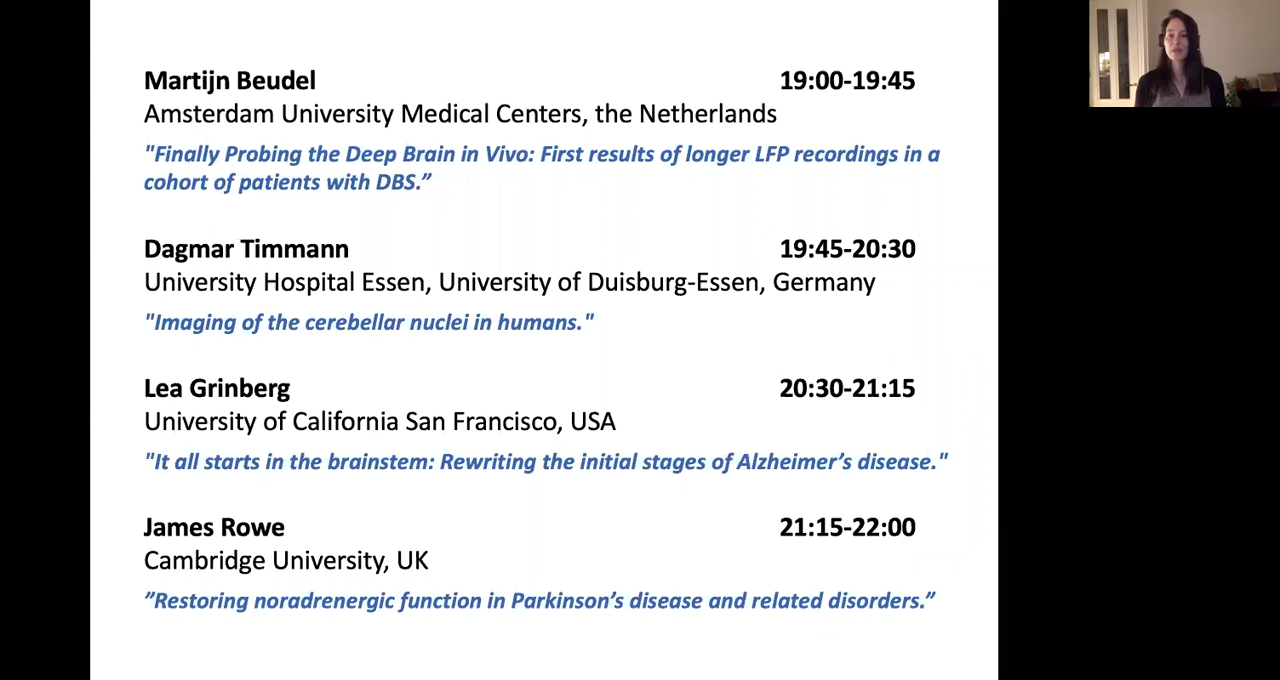 Martijn Beudel 19:00-19:45
Amsterdam University Medical Centers, the Netherlands
"Finally Probing the Deep Brain in Vivo: First results of longer LFP recordings in a
cohort of patients with DBS.”
Dagmar Timmann 19:45-20:30
University Hospital Essen, University of Duisburg-Essen, Germany
"Imaging of the cerebellar nuclei in humans."
Lea Grinberg 20:30-21:15
University of California San Francisco, USA
"It all starts in the brainstem: Rewriting the initial stages of Alzheimer’s disease."
James Rowe 21:15-22:00
Cambridge University, UK
”Restoring noradrenergic function in Parkinson’s disease and related disorders.”